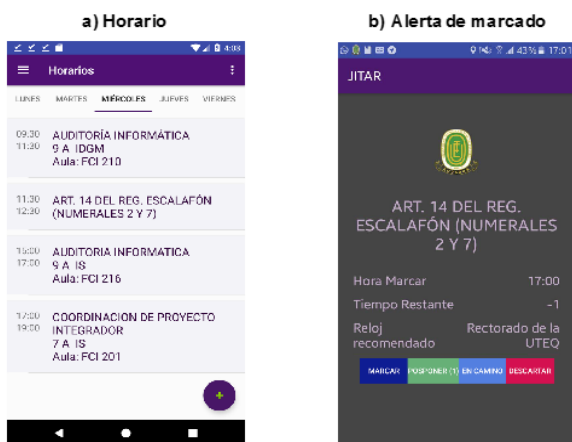 a) Horario
4:03
Horarios
LUNES MARTES MIÉRCOLES JUEVES VIERNES
09:30 AUDITORÍA INFORMÁTICA
11:30 9 A IDGM
Aula: FCI 210
11:30 ART. 14 DEL REG. ESCALAFÓN
12:30 (NUMERALES 2 Y 7)
15:00 AUDITORIA INFORMATICA
17:00 9 A IS
Aula: FCI 216
17:00 COORDINACION DE PROYECTO
19:00 INTEGRADOR
7 A IS
Aula: FCI 201
b) Alerta de marcado
43% 17:01
JITAR
ART. 14 DEL REG.
ESCALAFÓN (NUMERALES
2 Y 7)
Hora Marcar 17:00
Tiempo Restante -1
Reloj Rectorado de la
recomendado UTEQ
MARCAR POSPONER (1) EN CAMINO DESCARTAR